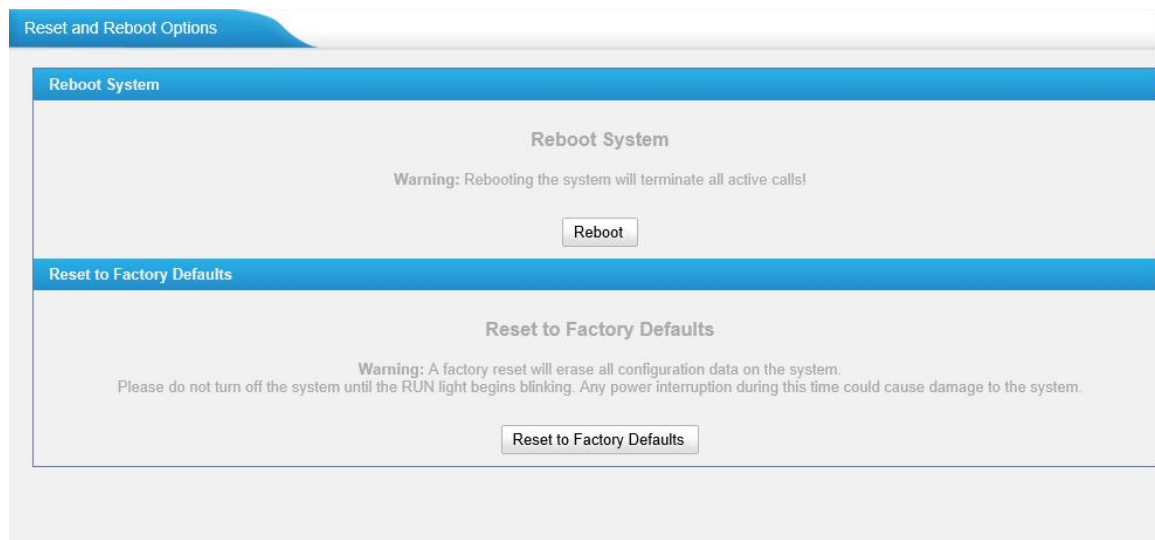 Reset and Reboot Options
Reboot System
Reboot System
Warning: Rebooting the system will terminate all active calls!
Reboot
Reset to Factory Defaults
Reset to Factory Defaults
Warning: A factory reset will erase all configuration data on the system.
Please do not turn off the system until the RUN light begins blinking. Any power interruption during this time could cause damage to the system.
Reset to Factory Defaults